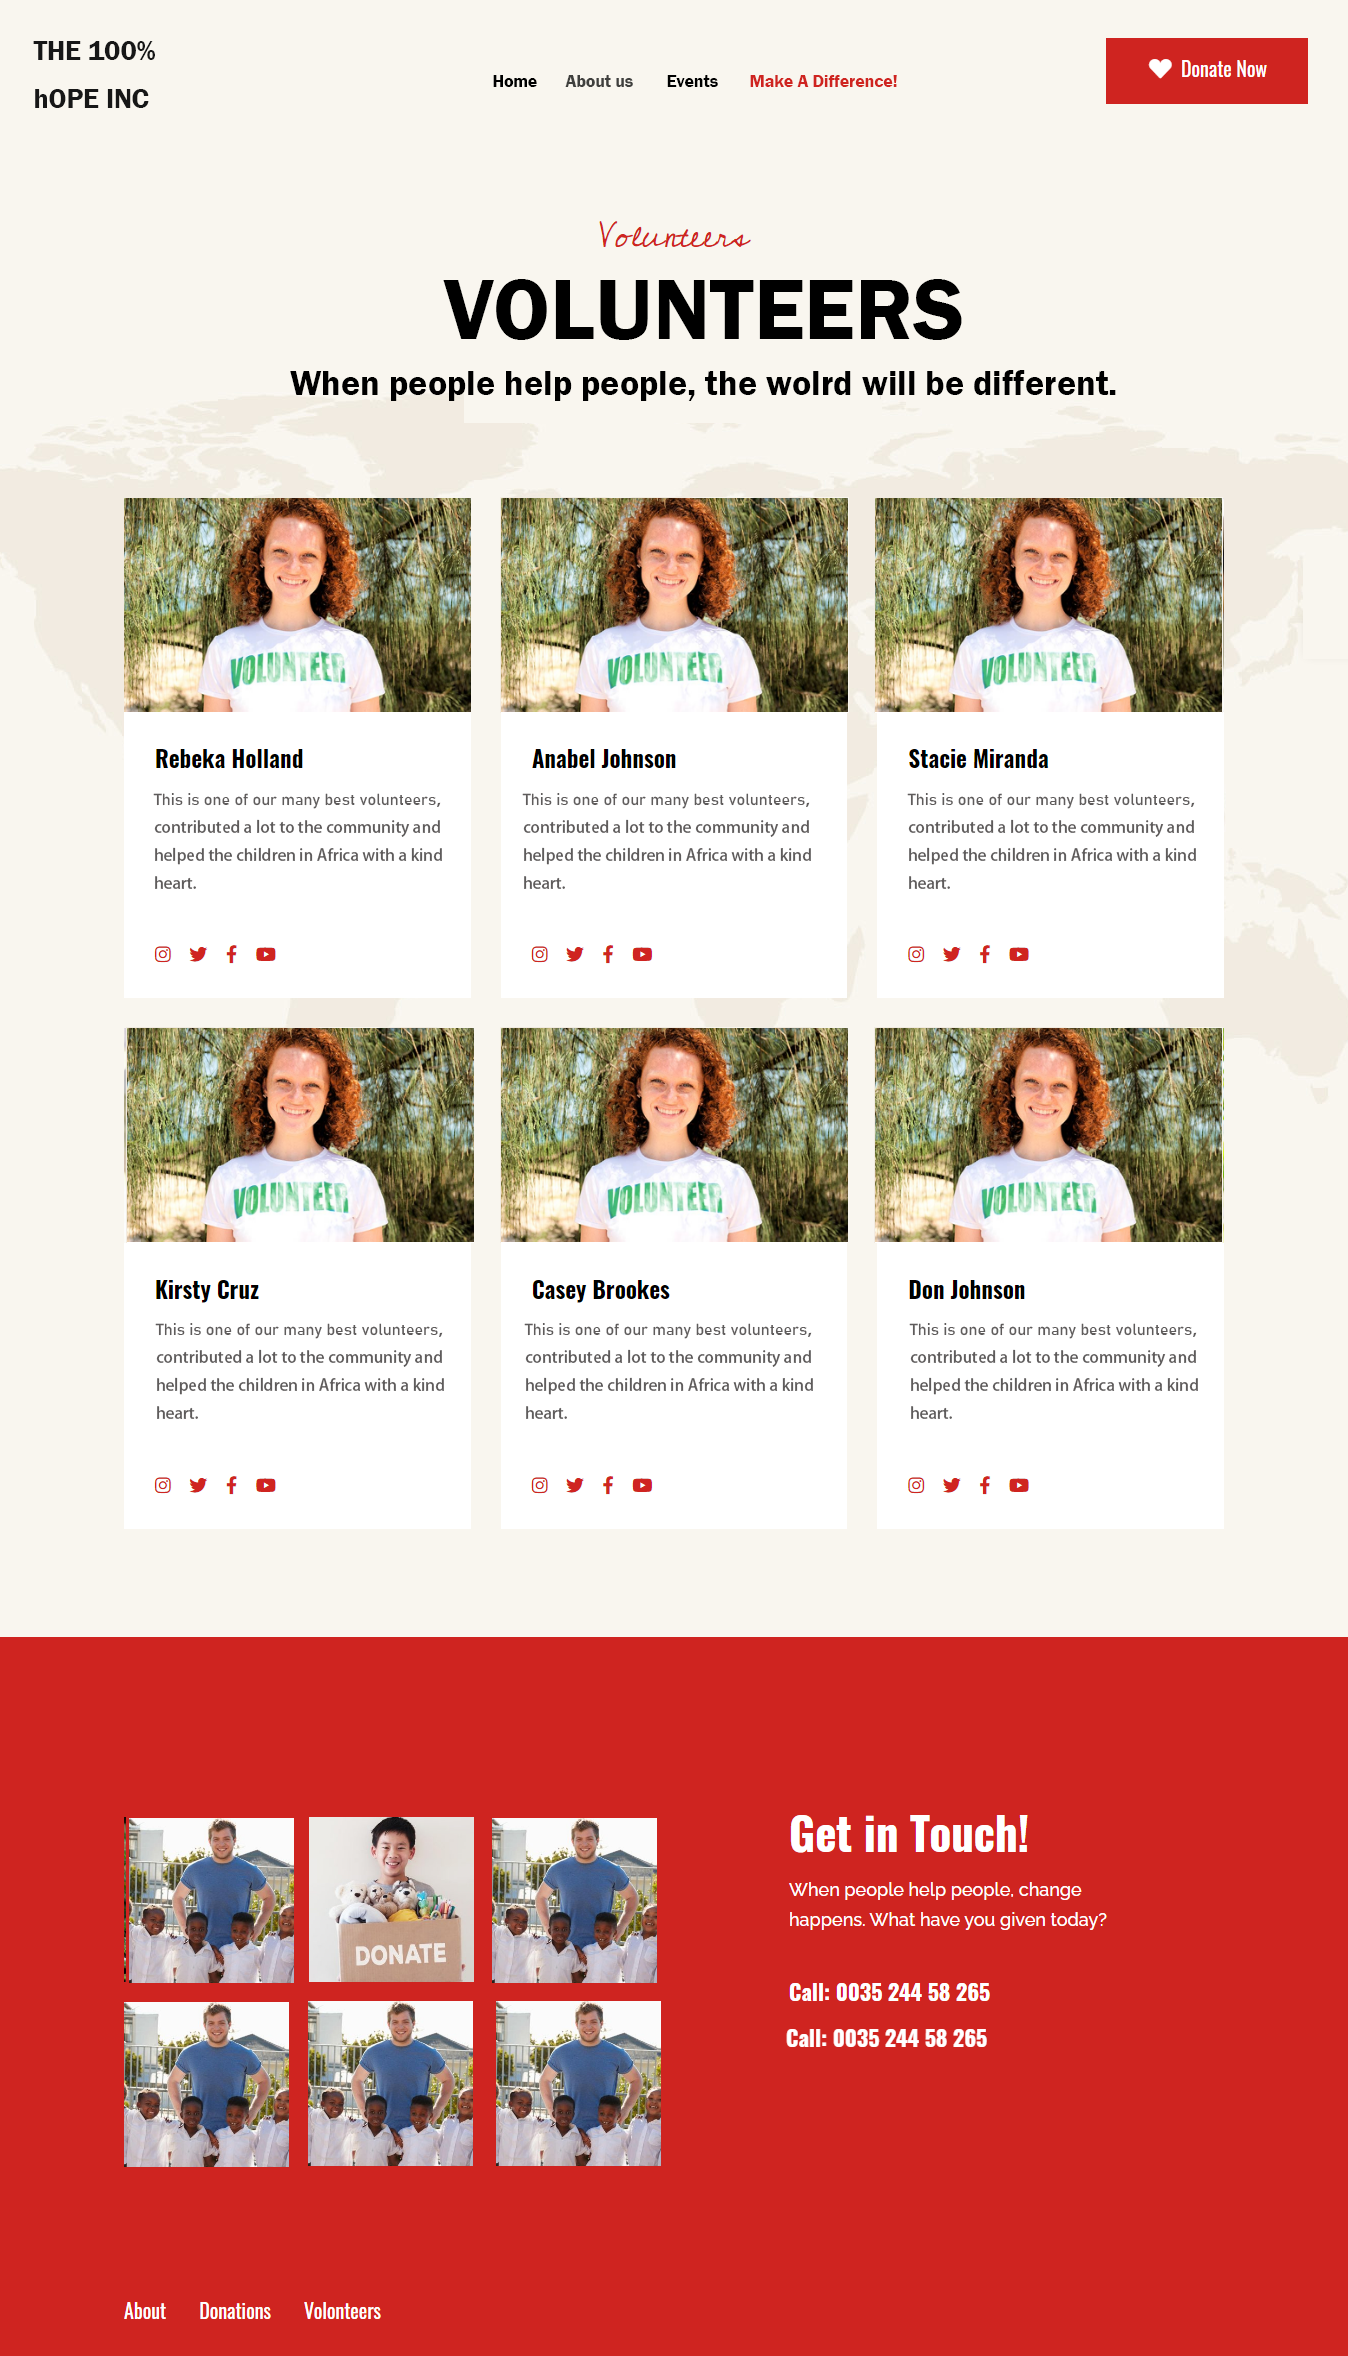 THE 100%
hOPE INC
Home About us Events Make A Difference!
Donate Now
Volunteers
VOLUNTEERS
When people help people, the wolrd will be different.
VOLUNTEER
VOLUNTEER
VOLUNTEER
Rebeka Holland
This is one of our many best volunteers,
contributed a lot to the community and
helped the children in Africa with a kind
heart.
Anabel Johnson
This is one of our many best volunteers,
contributed a lot to the community and
helped the children in Africa with a kind
heart.
Stacie Miranda
This is one of our many best volunteers,
contributed a lot to the community and
helped the children in Africa with a kind
heart.
VOLUNTEER
VOLUNTEER
VOLUNTEER
Kirsty Cruz
This is one of our many best volunteers,
contributed a lot to the community and
helped the children in Africa with a kind
heart.
Casey Brookes
This is one of our many best volunteers,
contributed a lot to the community and
helped the children in Africa with a kind
heart.
Don Johnson
This is one of our many best volunteers,
contributed a lot to the community and
helped the children in Africa with a kind
heart.
DONATE
Get in Touch!
When people help people, change
happens. What have you given today?
Call: 0035 244 58 265
Call: 0035 244 58 265
About Donations Volonteers